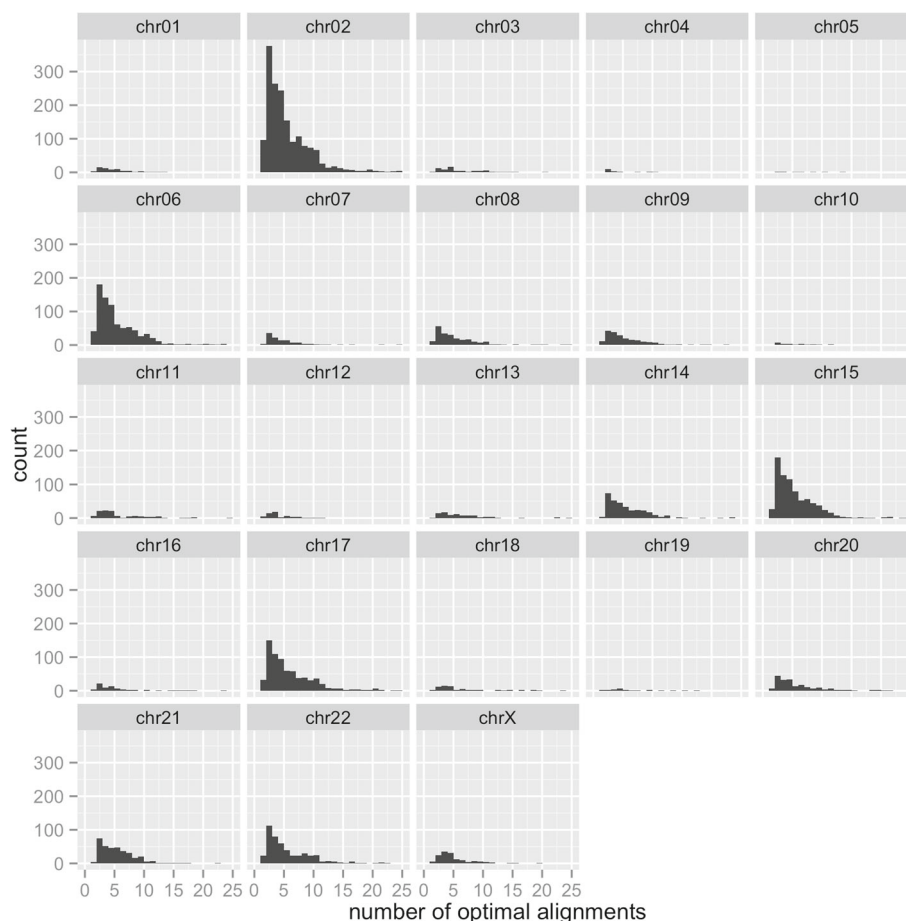 chr01 chr02 chr03 chr04 chr05
300
200
100
0
chr06 chr07 chr08 chr09 chr10
300
200
100
0
chr11 chr12 chr13 chr14 chr15
300
200
100
0
count
chr16 chr17 chr18 chr19 chr20
300
200
100
0
chr21 chr22 chrX
300
200
100
0
0 5 10 15 20 25 0 5 10 15 20 25 0 5 10 15 20 25
number of optimal alignments